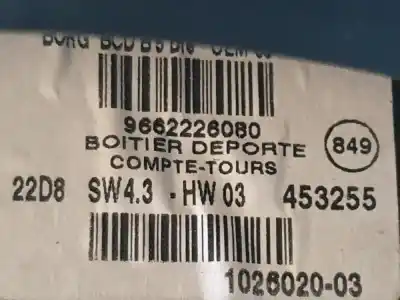 9662226080
BOITIER DEPORTE
849
COMPTE-TOURS
22D8 SW4.3 - HW 03 453255
1026020-03